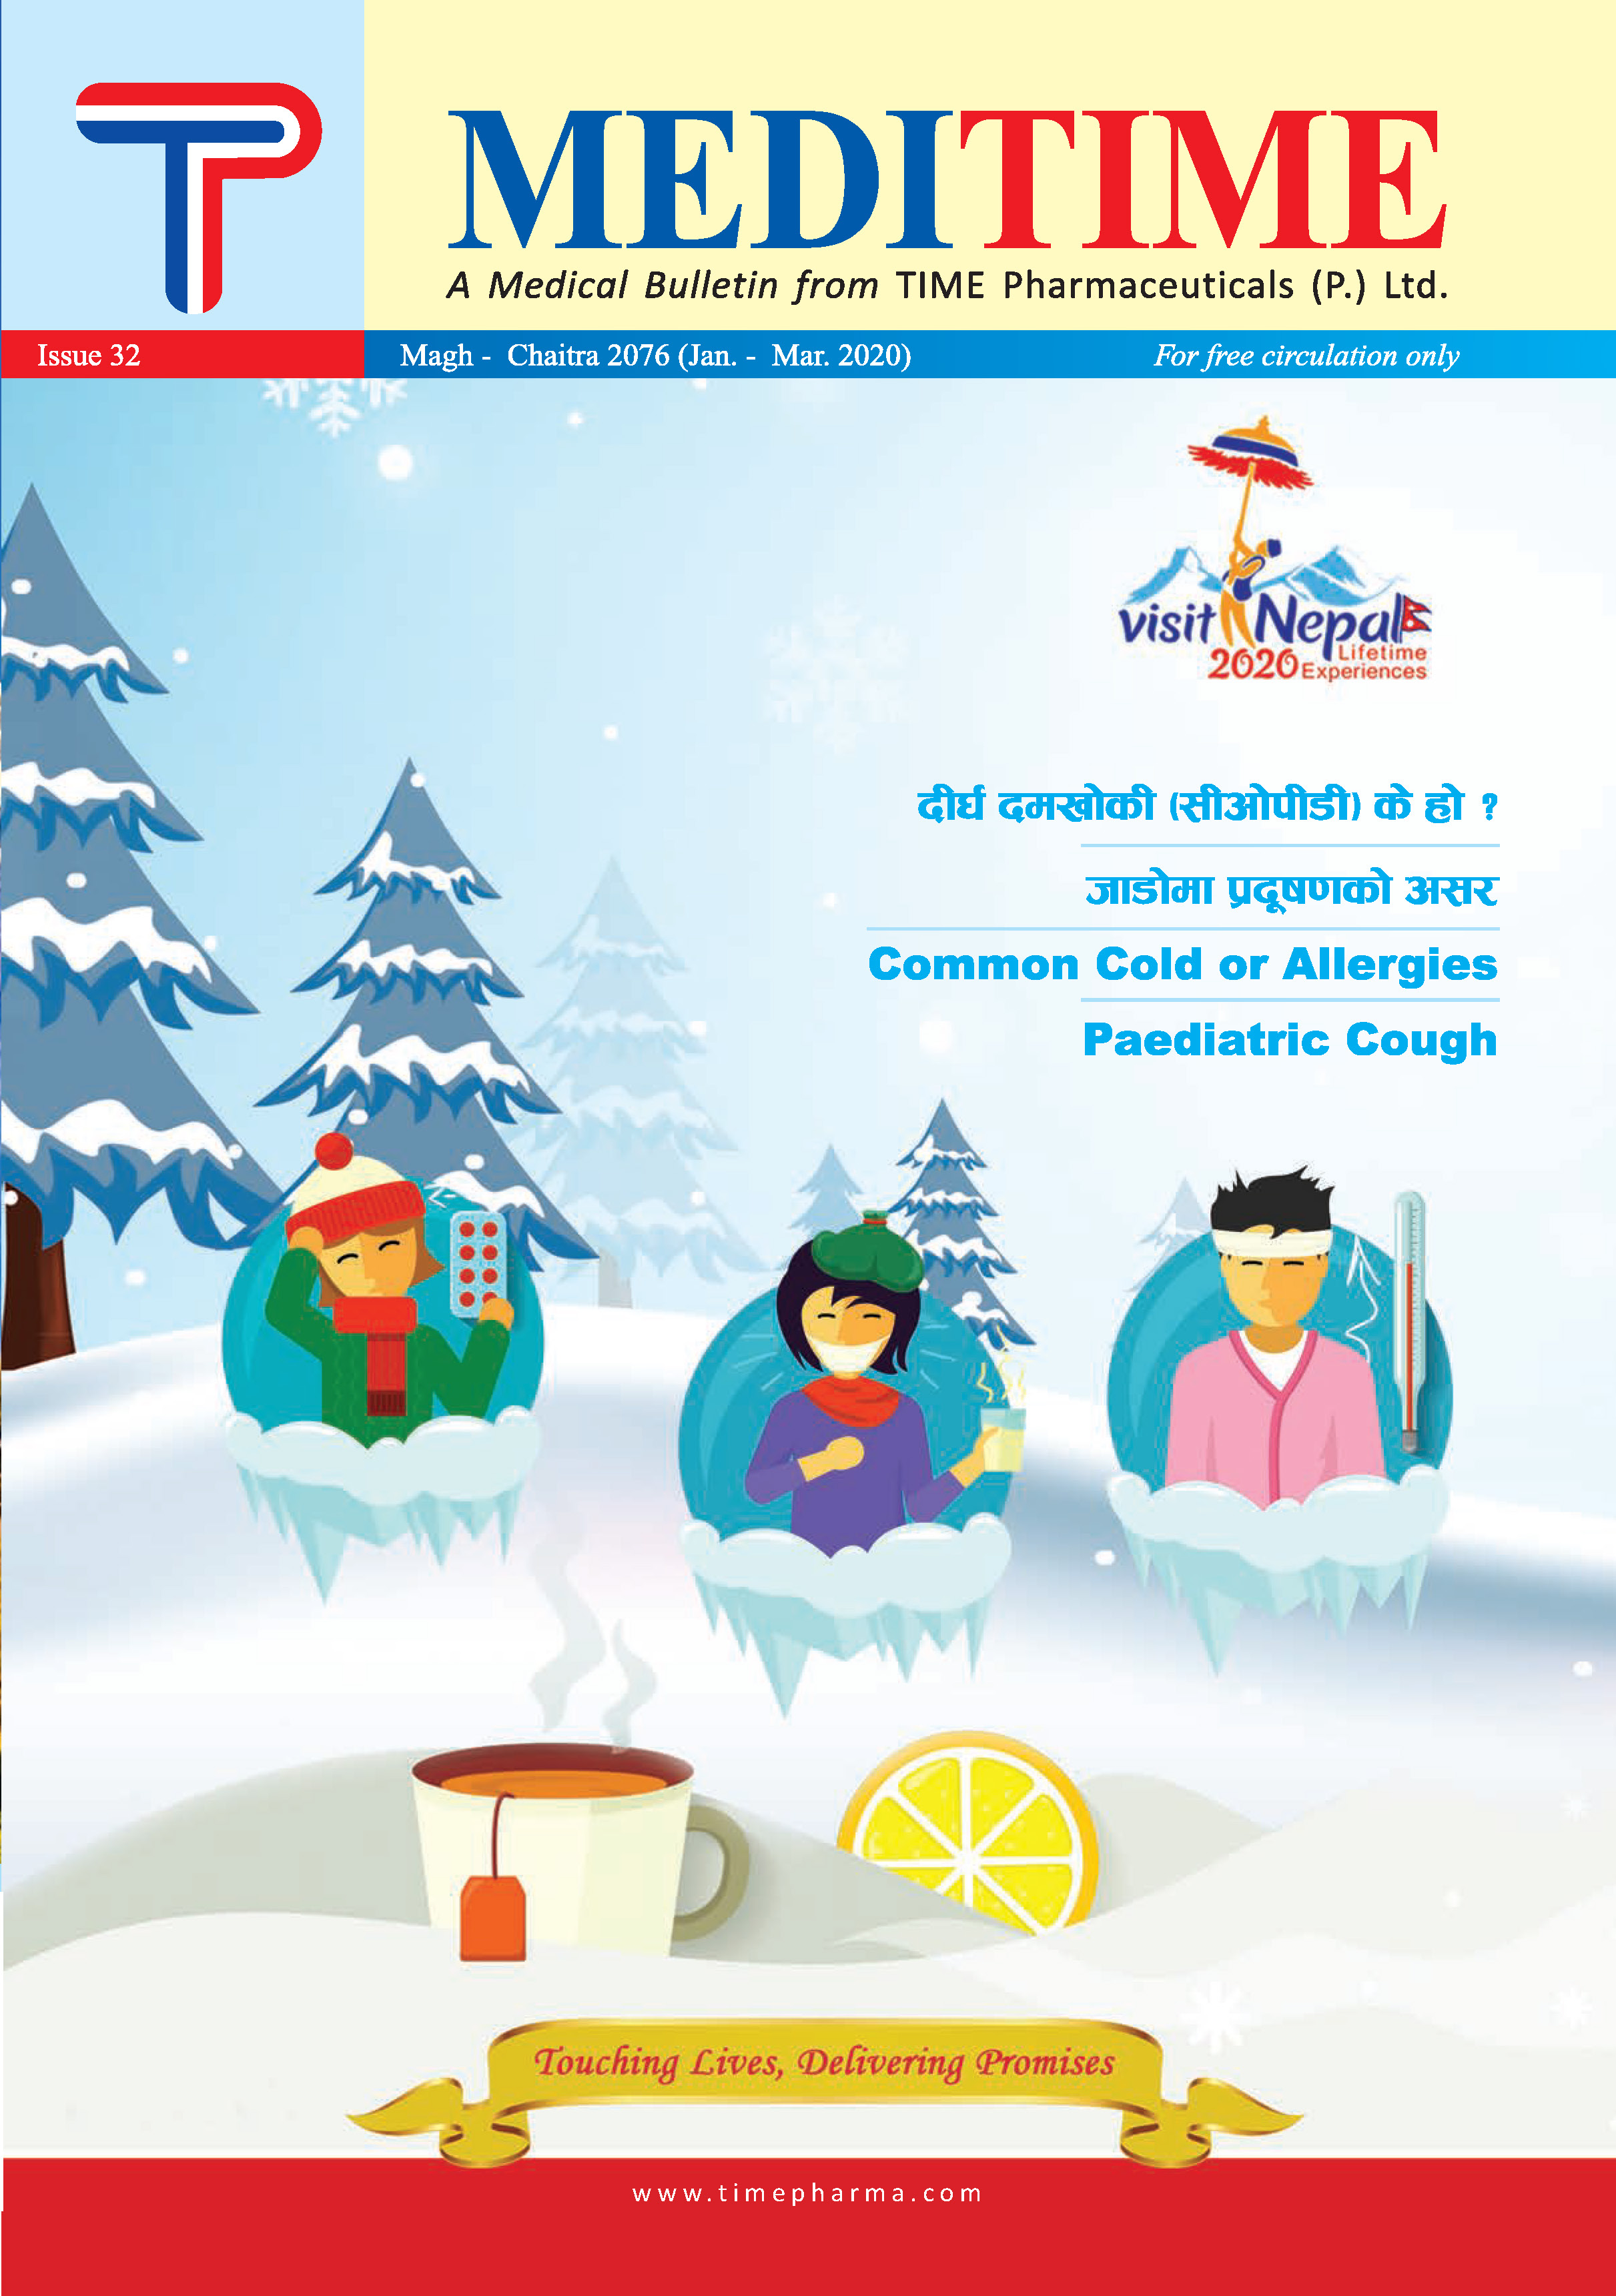 MEDITIME
A Medical Bulletin from TIME Pharmaceuticals (P.) Ltd.
Issue 32
Magh - Chaitra 2076 (Jan. - Mar. 2020)
For free circulation only
visit Nepal
2020 Lifetime Experiences
दीर्घ दमखोकी (सीओपीडी) के हो ?
जाडोमा प्रदूषणको असर
Common Cold or Allergies
Paediatric Cough
Touching Lives, Delivering Promises
www.timepharma.com